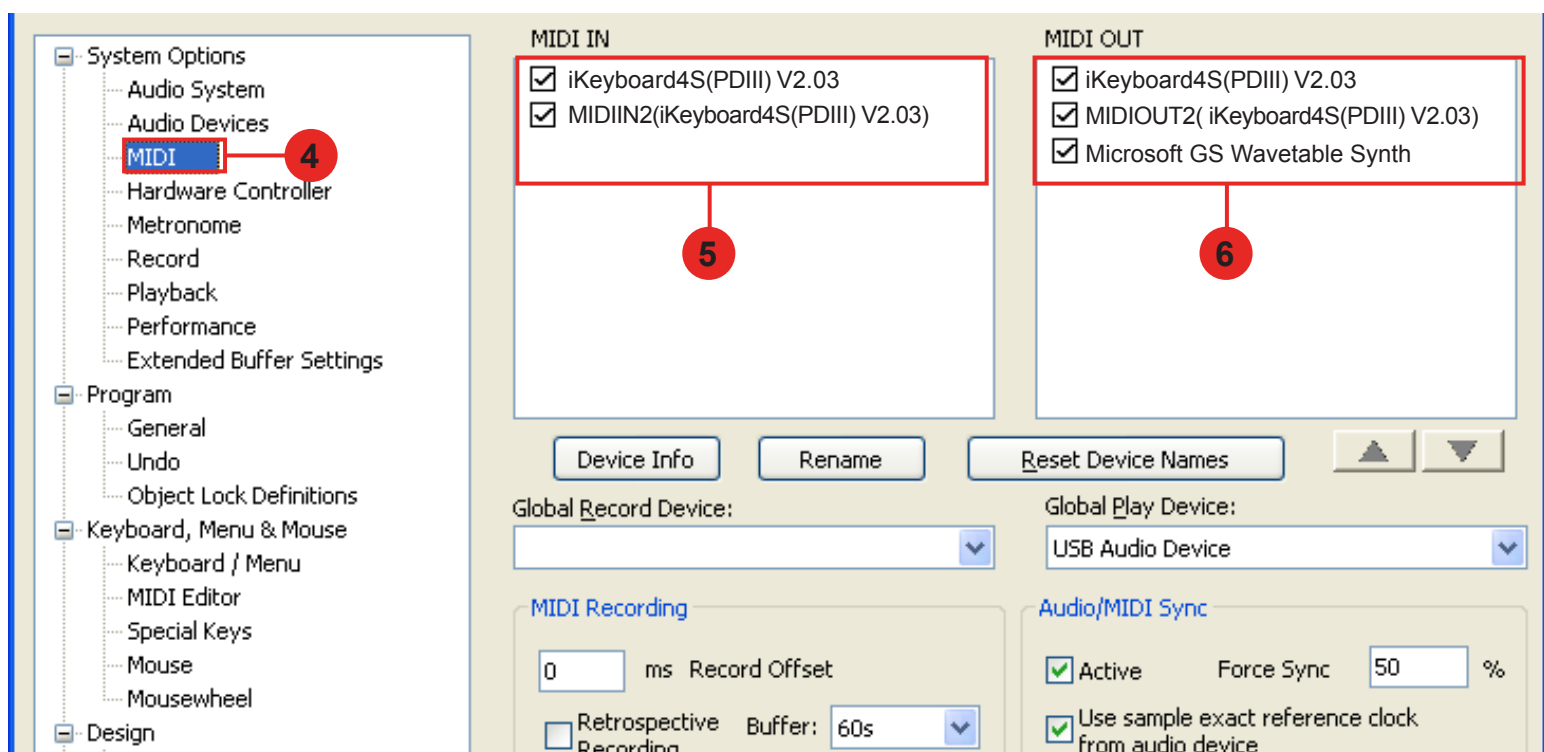 System Options
Audio System
Audio Devices
MIDI
4
Hardware Controller
Metronome
Record
Playback
Performance
Extended Buffer Settings
Program
General
Undo
Object Lock Definitions
Keyboard, Menu & Mouse
Keyboard / Menu
MIDI Editor
Special Keys
Mouse
Mousewheel
Design
MIDI IN
iKeyboard4S(PDIII) V2.03
MIDIIN2(iKeyboard4S(PDIII) V2.03)
5
MIDI OUT
iKeyboard4S(PDIII) V2.03
MIDIOUT2( iKeyboard4S(PDIII) V2.03)
Microsoft GS Wavetable Synth
6
Device Info
Rename
Reset Device Names
Global Record Device:
Global Play Device:
USB Audio Device
MIDI Recording
0 ms Record Offset
Retrospective Buffer: 60s
Recording
Audio/MIDI Sync
Active Force Sync 50 %
Use sample exact reference clock
from audio device